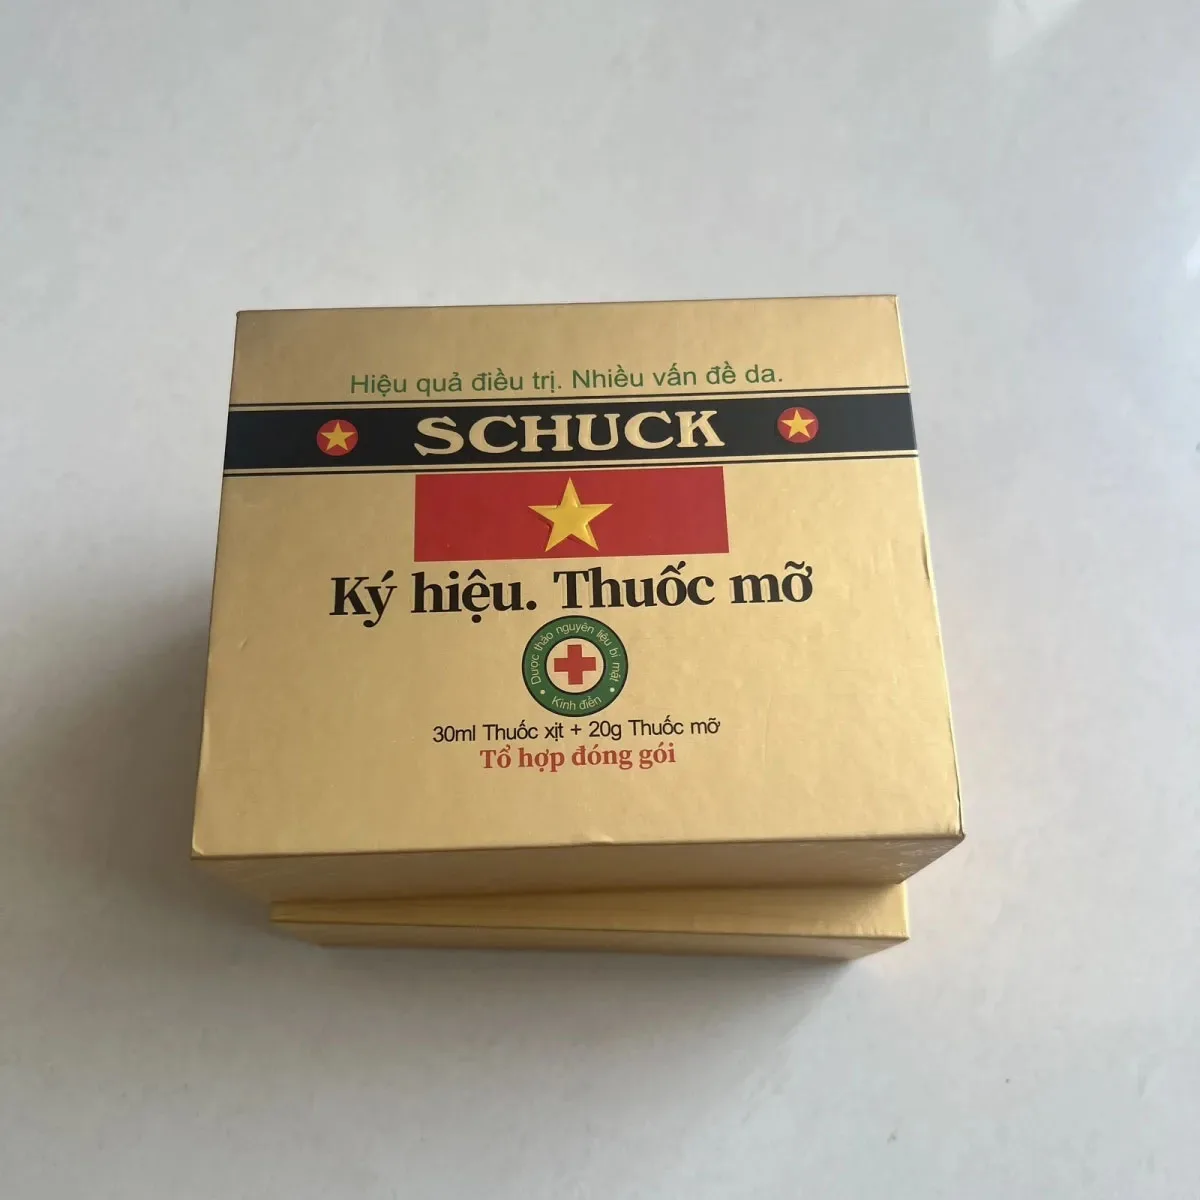 Hiệu quả điều trị. Nhiều vấn đề da.
SCHUCK
Ký hiệu. Thuốc mỡ
Dược thảo nguyên liệu bí mật
Kinh điển
30ml Thuốc xịt + 20g Thuốc mỡ
Tổ hợp đóng gói